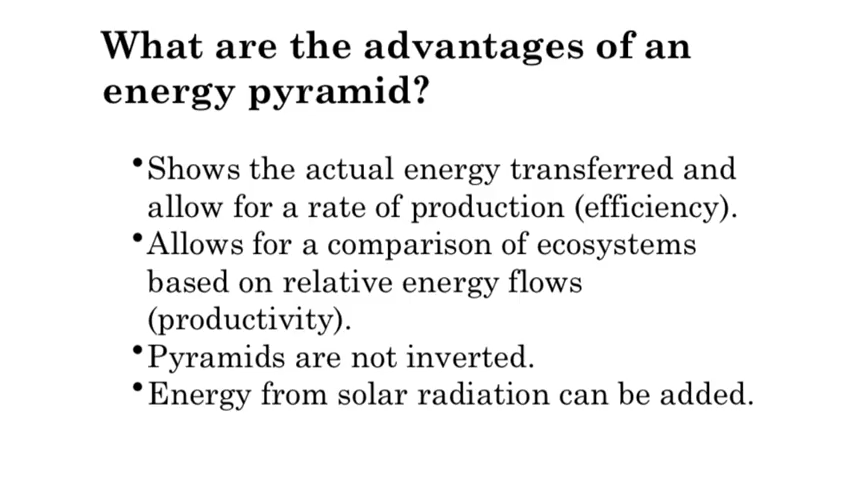 What are the advantages of an
energy pyramid?
•Shows the actual energy transferred and
allow for a rate of production (efficiency).
•Allows for a comparison of ecosystems
based on relative energy flows
(productivity).
•Pyramids are not inverted.
•Energy from solar radiation can be added.